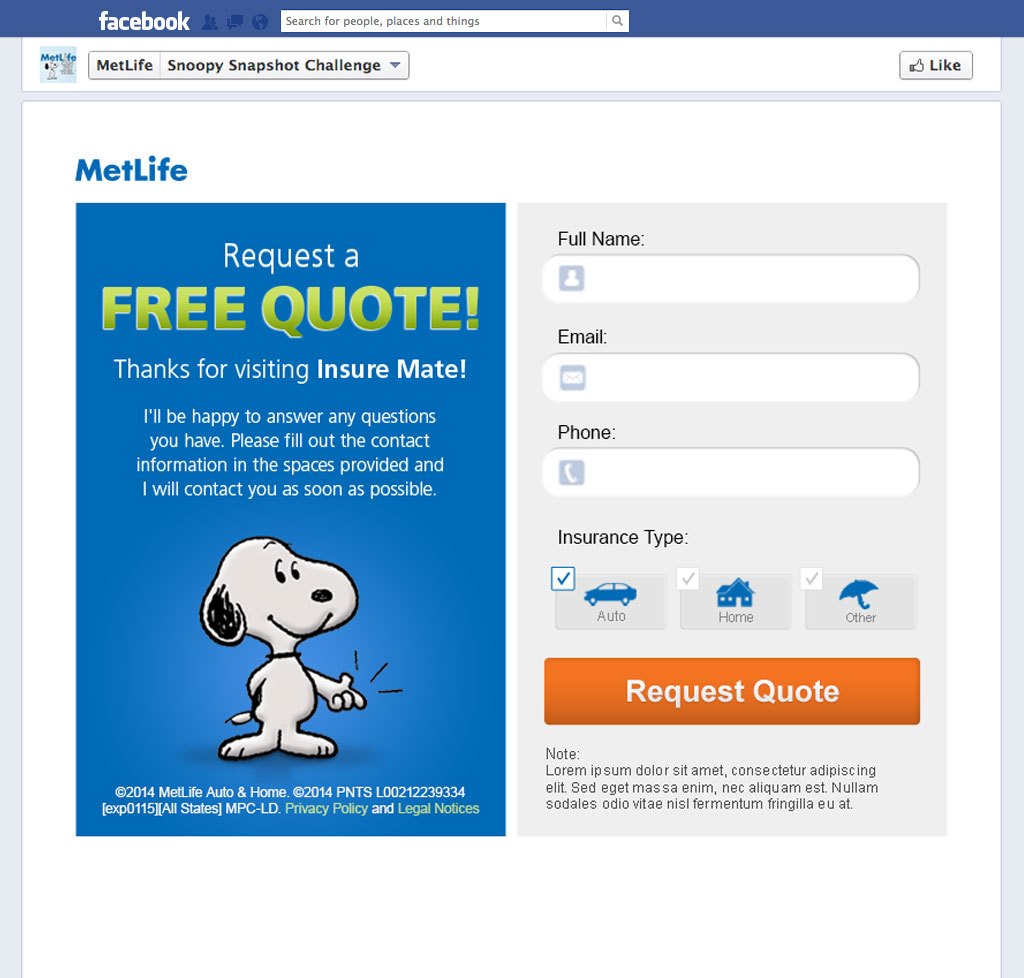 facebook
Search for people, places and things
MetLife
MetLife
Snoopy Snapshot Challenge
Like
MetLife
Request a
FREE QUOTE!
Thanks for visiting Insure Mate!
I'll be happy to answer any questions
you have. Please fill out the contact
information in the spaces provided and
I will contact you as soon as possible.
©2014 MetLife Auto & Home. ©2014 PNTS L00212239334
[exp0115][All States] MPC-LD. Privacy Policy and Legal Notices
Full Name:
Email:
Phone:
Insurance Type:
Auto
Home
Other
Request Quote
Note:
Lorem ipsum dolor sit amet, consectetur adipiscing
elit. Sed eget massa enim, nec aliquam est. Nullam
sodales odio vitae nisl fermentum fringilla eu at.